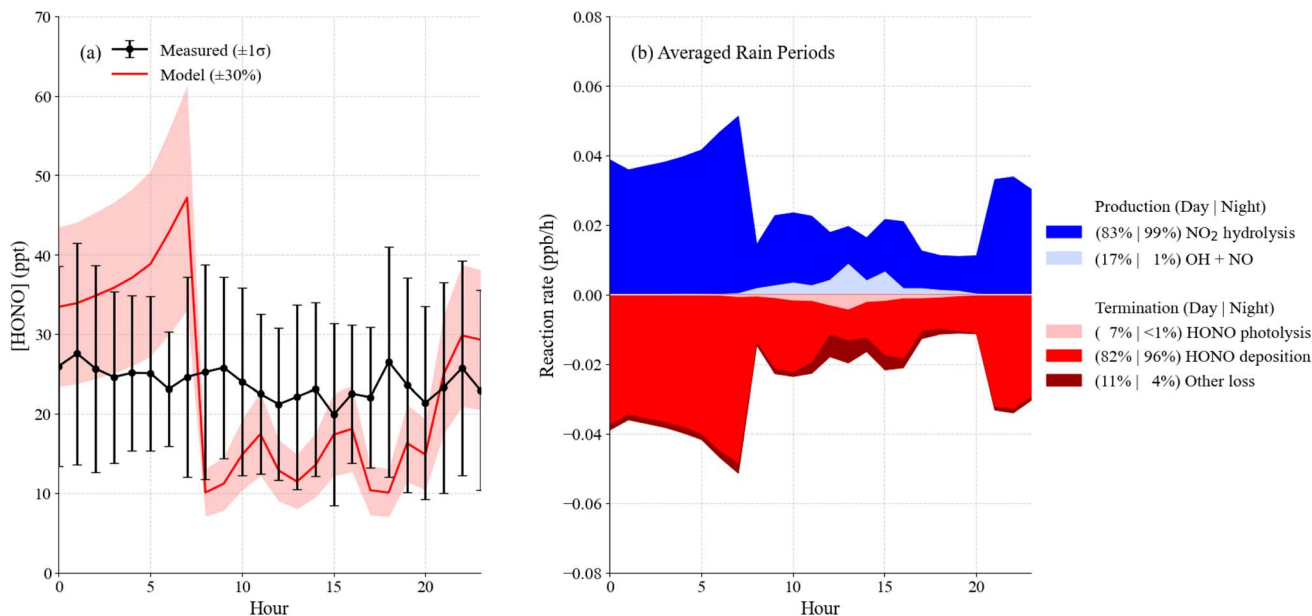 (a)
Measured (±1σ)
Model (±30%)
[HONO] (ppt)
70
60
50
40
30
20
10
0
0
5
10
15
20
Hour
(b) Averaged Rain Periods
Reaction rate (ppb/h)
0.08
0.06
0.04
0.02
0.00
−0.02
−0.04
−0.06
−0.08
0
5
10
15
20
Hour
Production (Day | Night)
(83% | 99%) NO₂ hydrolysis
(17% | 1%) OH + NO
Termination (Day | Night)
( 7% | <1%) HONO photolysis
(82% | 96%) HONO deposition
(11% | 4%) Other loss